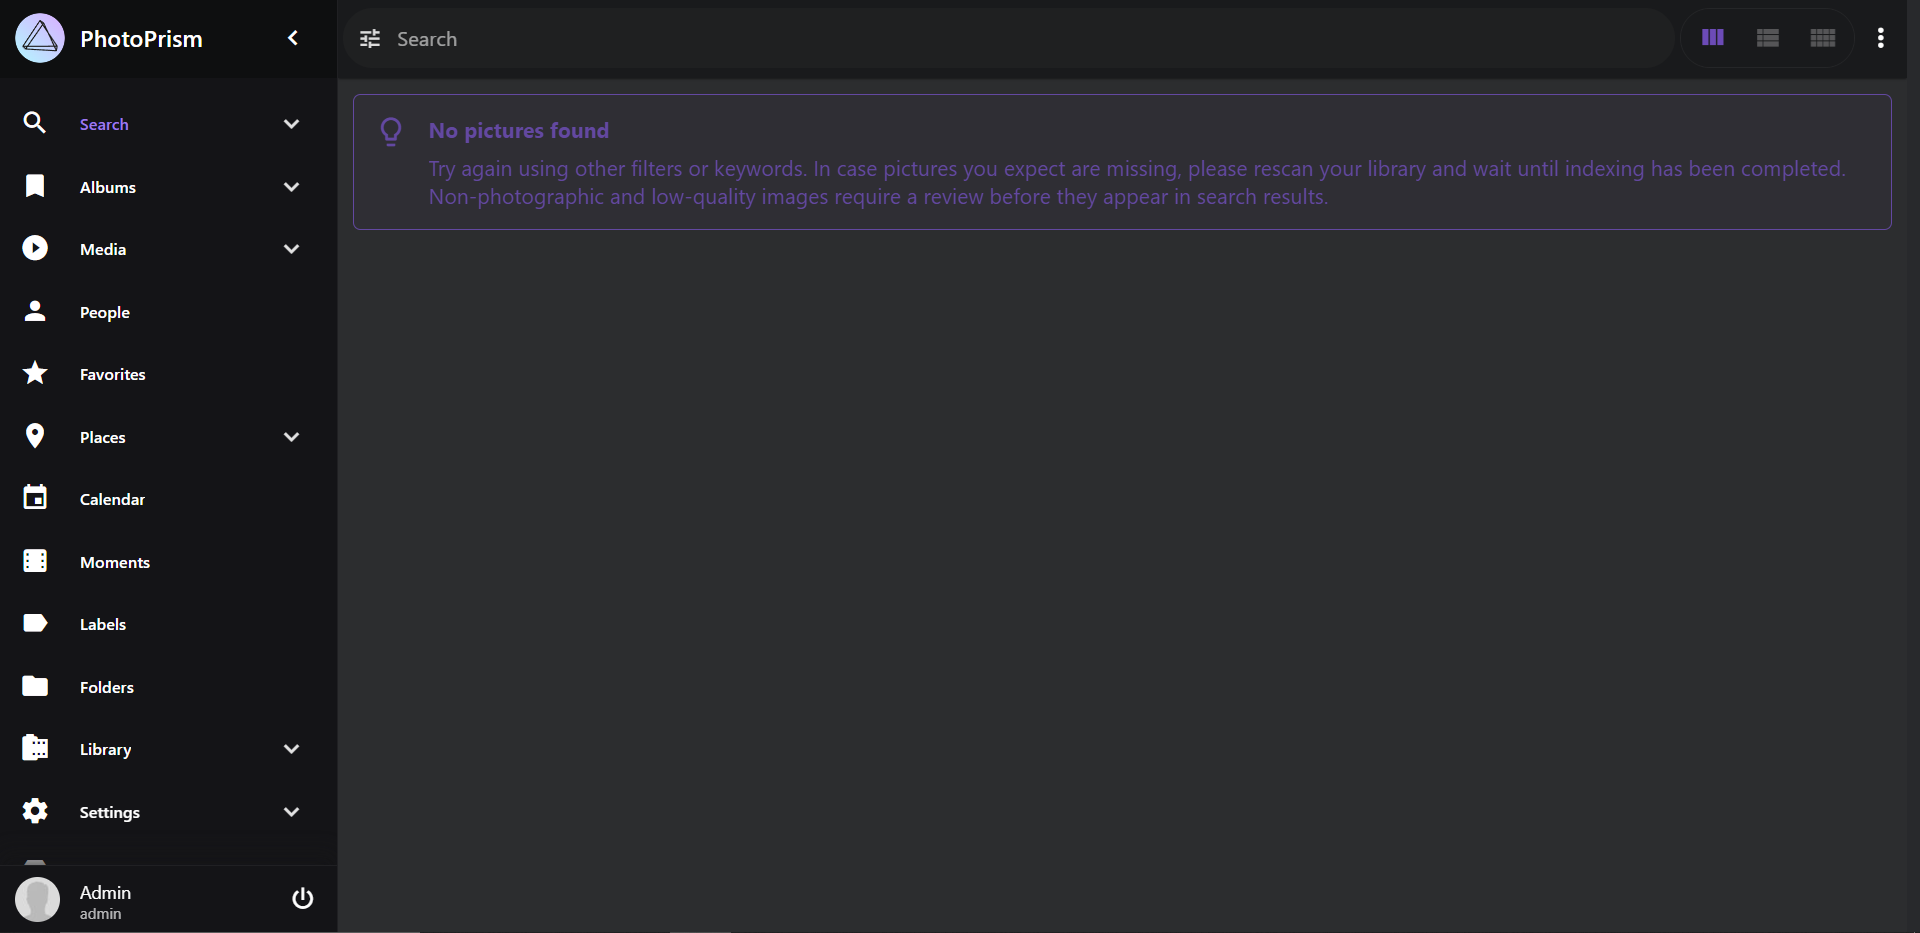 PhotoPrism
Search
Search
Albums
Media
People
Favorites
Places
Calendar
Moments
Labels
Folders
Library
Settings
Admin
admin
No pictures found
Try again using other filters or keywords. In case pictures you expect are missing, please rescan your library and wait until indexing has been completed.
Non-photographic and low-quality images require a review before they appear in search results.